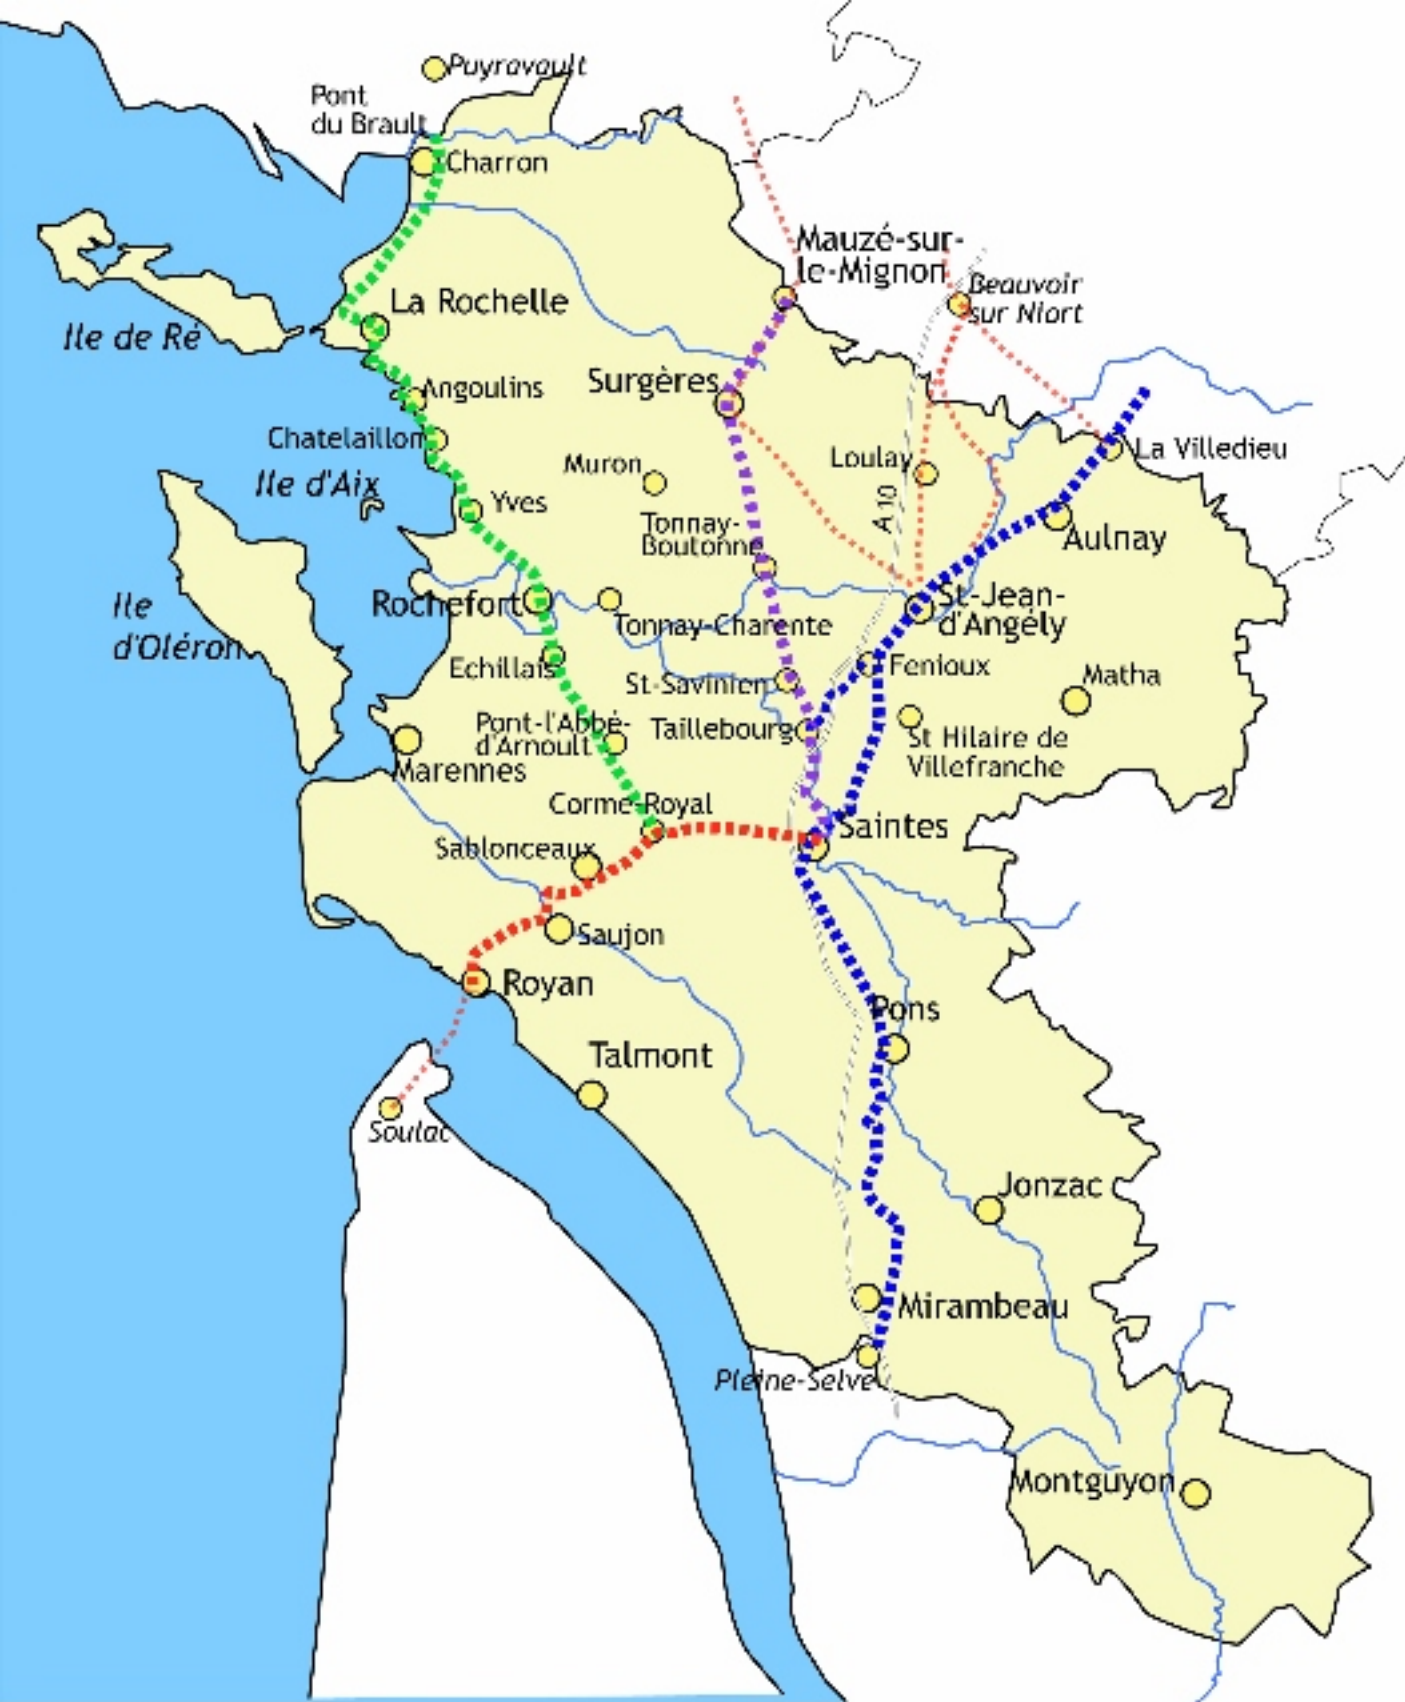 Puyravault
Pont
du Brault
Charron
Mauzé-sur-
le-Mignon
Beauvoir
sur Niort
La Rochelle
Ile de Ré
Surgères
Angoulins
Chatelaillon
La Villedieu
Loulay
Muron
Ile d'Aix
Yves
A 10
Tonnay-
Boutonne
Aulnay
Rochefort
St-Jean-
d'Angély
Ile
d'Oléron
Tonnay-Charente
Echillais
Fenioux
St-Savinien
Matha
Pont-l'Abbé-
d'Arnoult
Taillebourg
St Hilaire de
Villefranche
Marennes
Corme-Royal
Saintes
Sablonceaux
Saujon
Royan
Pons
Talmont
Soulac
Jonzac
Mirambeau
Pleine-Selve
Montguyon